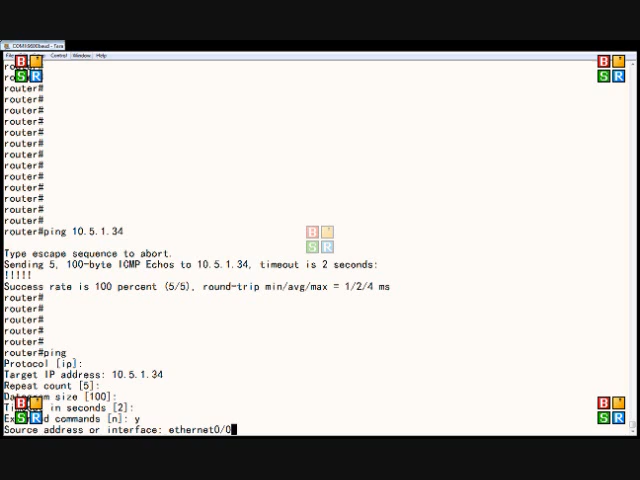 File Control Window Help
router#
router#
router#
router#
router#
router#
router#
router#
router#
router#
router#
router#
router#
router#ping 10.5.1.34
Type escape sequence to abort.
Sending 5, 100-byte ICMP Echos to 10.5.1.34, timeout is 2 seconds:
!!!!!
Success rate is 100 percent (5/5), round-trip min/avg/max = 1/2/4 ms
router#
router#
router#
router#
router#
router#ping
Protocol [ip]:
Target IP address: 10.5.1.34
Repeat count [5]:
size [100]:
in seconds [2]:
commands [n]: y
Source address or interface: ethernet0/0
B
S R
B
S R
B
S R
B
S R
B
S R